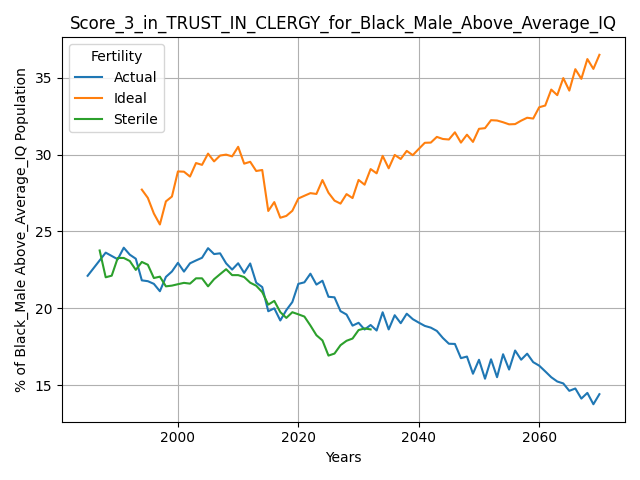 Score_3_in_TRUST_IN_CLERGY_for_Black_Male_Above_Average_IQ
Fertility
Actual
Ideal
Sterile
% of Black_Male Above_Average_IQ Population
35
30
25
20
15
2000
2020
2040
2060
Years